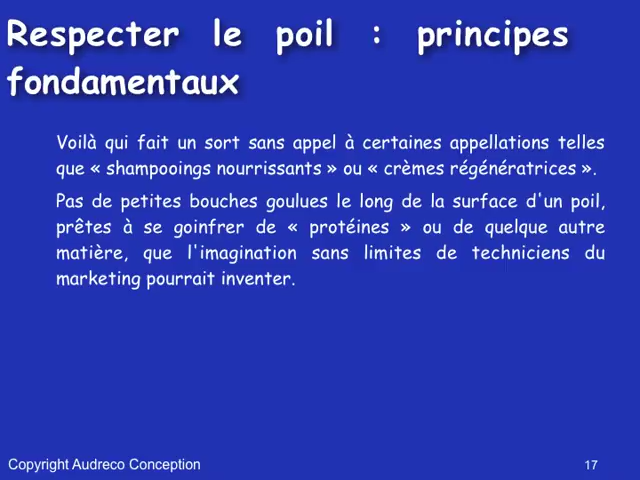 Respecter le poil : principes
fondamentaux
Voilà qui fait un sort sans appel à certaines appellations telles
que « shampooings nourrissants » ou « crèmes régénératrices ».
Pas de petites bouches goulues le long de la surface d'un poil,
prêtes à se goinfrer de « protéines » ou de quelque autre
matière, que l'imagination sans limites de techniciens du
marketing pourrait inventer.
Copyright Audreco Conception
17